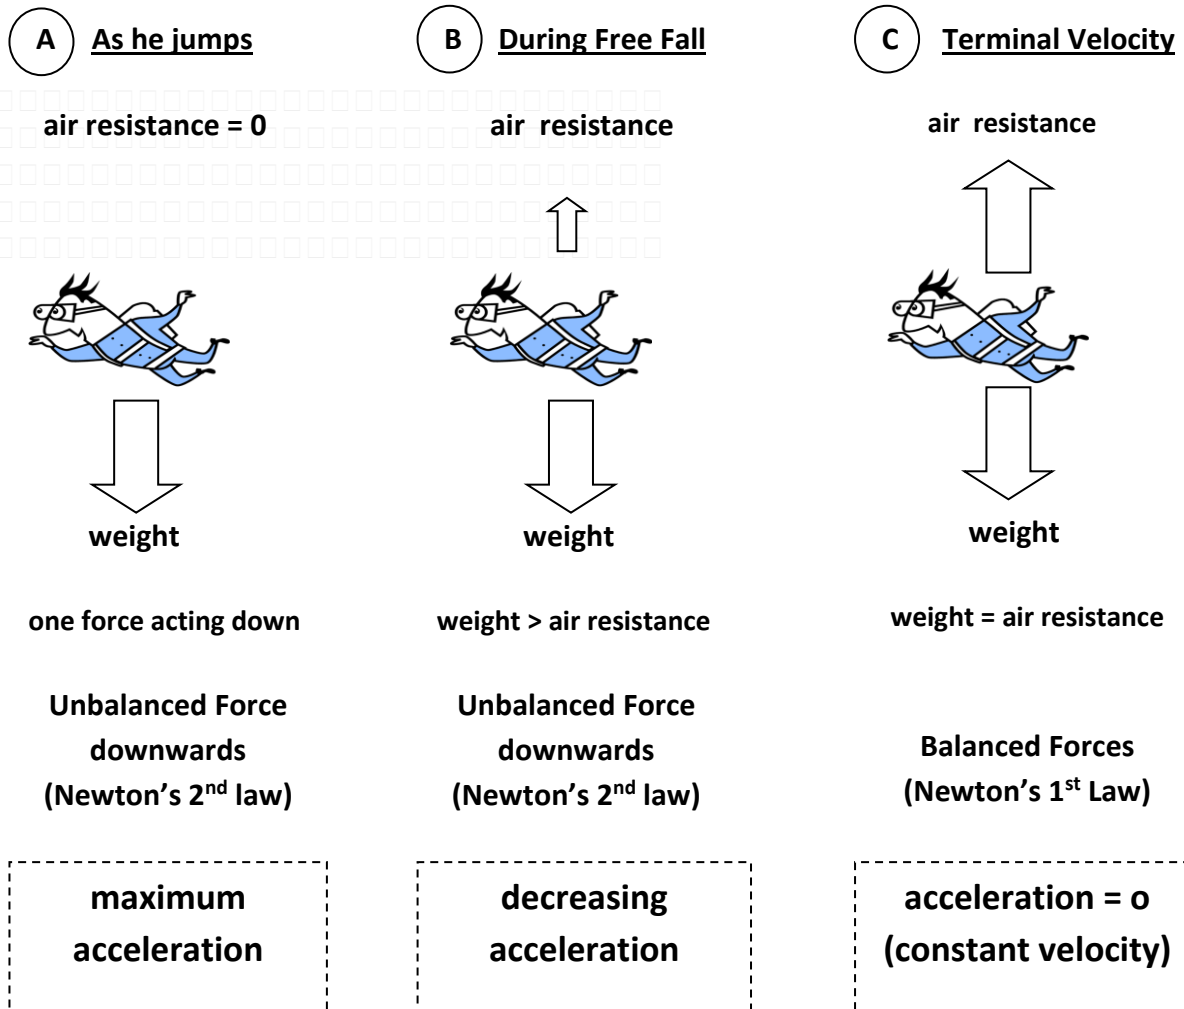 A As he jumps
air resistance = 0
weight
one force acting down
Unbalanced Force
downwards
(Newton’s 2nd law)
maximum
acceleration
B During Free Fall
air resistance
weight
weight > air resistance
Unbalanced Force
downwards
(Newton’s 2nd law)
decreasing
acceleration
C Terminal Velocity
air resistance
weight
weight = air resistance
Balanced Forces
(Newton’s 1st Law)
acceleration = o
(constant velocity)